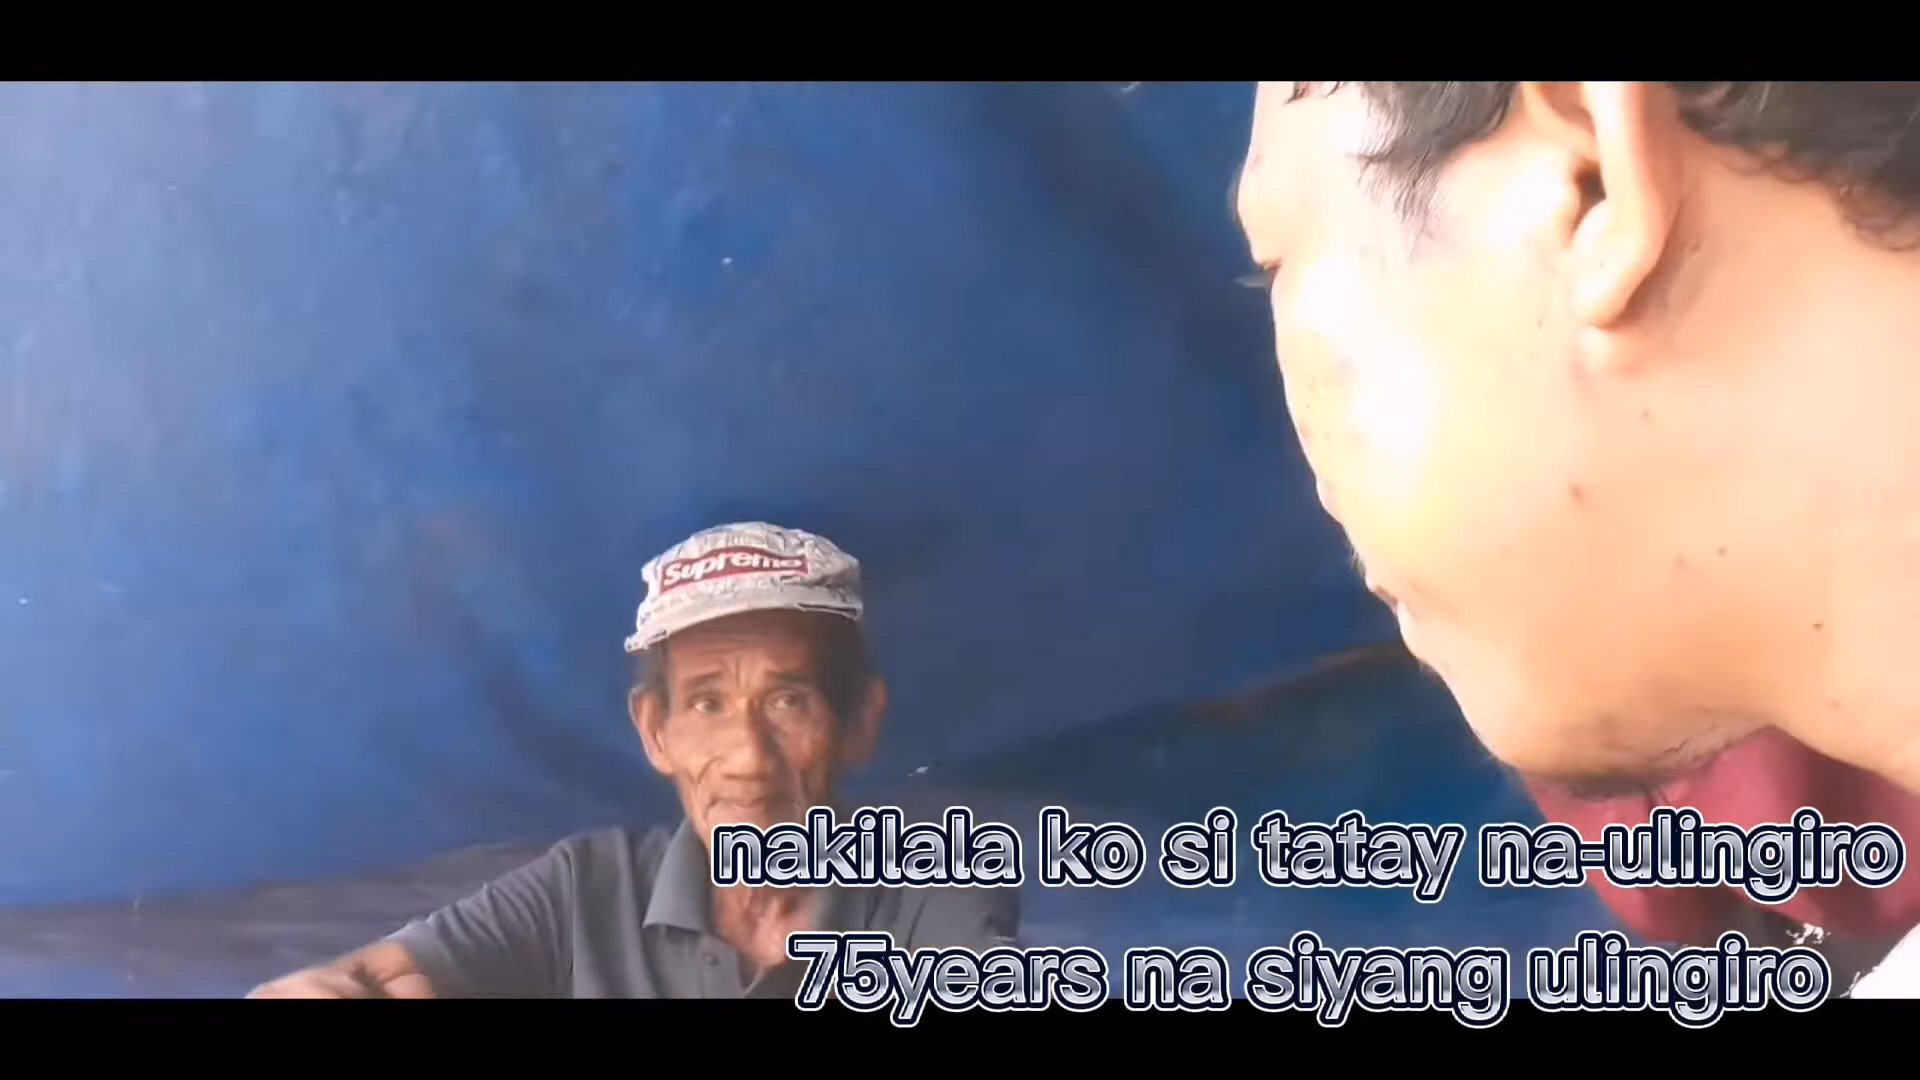 Supreme
nakilala ko si tatay na-ulingiro
75years na siyang ulingiro